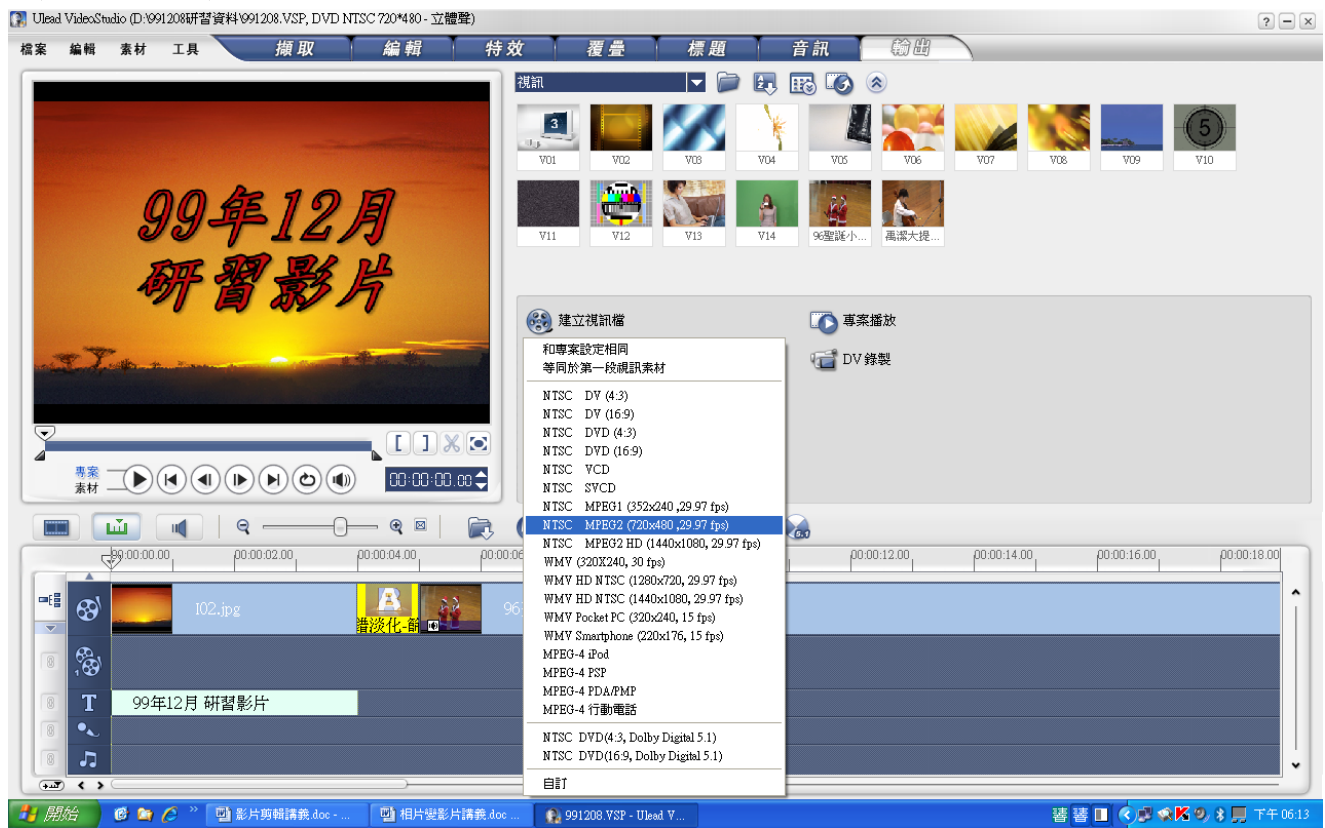 Ulead VideoStudio (D:\991208研習資料\991208.VSP, DVD NTSC 720*480 - 立體聲)
檔案 編輯 素材 工具 擷取 編輯 特效 覆疊 標題 音訊 輸出
視訊
99年12月
研習影片
3
5
V01 V02 V03 V04 V05 V06 V07 V08 V09 V10
V11 V12 V13 V14 96聖誕小... 禹潔大提...
建立視訊檔
專案播放
DV 錄製
和專案設定相同
等同於第一段視訊素材
NTSC DV (4:3)
NTSC DV (16:9)
NTSC DVD (4:3)
NTSC DVD (16:9)
NTSC VCD
NTSC SVCD
NTSC MPEG1 (352x240 ,29.97 fps)
NTSC MPEG2 (720x480 ,29.97 fps)
NTSC MPEG2 HD (1440x1080, 29.97 fps)
WMV (320X240, 30 fps)
WMV HD NTSC (1280x720, 29.97 fps)
WMV HD NTSC (1440x1080, 29.97 fps)
WMV Pocket PC (320x240, 15 fps)
WMV Smartphone (220x176, 15 fps)
MPEG-4 iPod
MPEG-4 PSP
MPEG-4 PDA/PMP
MPEG-4 行動電話
NTSC DVD(4:3, Dolby Digital 5.1)
NTSC DVD(16:9, Dolby Digital 5.1)
自訂
專案
素材
00:00:00.00
5.1
00:00:00.00 00:00:02.00 00:00:04.00 00:00:06 00:00:12.00 00:00:14.00 00:00:16.00 00:00:18.00
I02.jpg
96
T
99年12月 研習影片
開始
影片剪輯講義.doc - ...
相片變影片講義.doc ...
991208.VSP - Ulead V...
下午 06:13